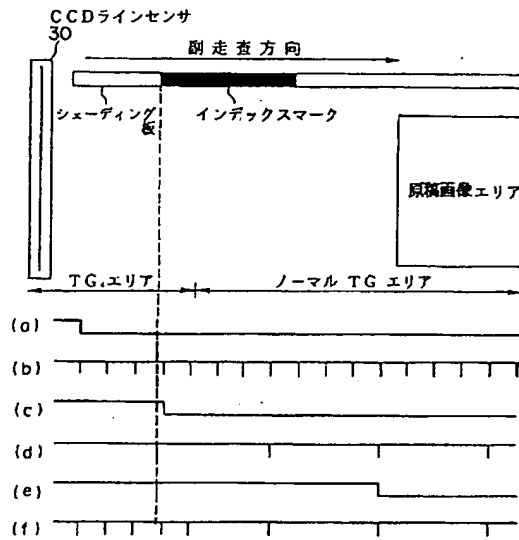 CCDラインセンサ
30
副走査方向
シェーディング板
インデックスマーク
原稿画像エリア
TG₁エリア
ノーマルTGエリア
(a)
(b)
(c)
(d)
(e)
(f)